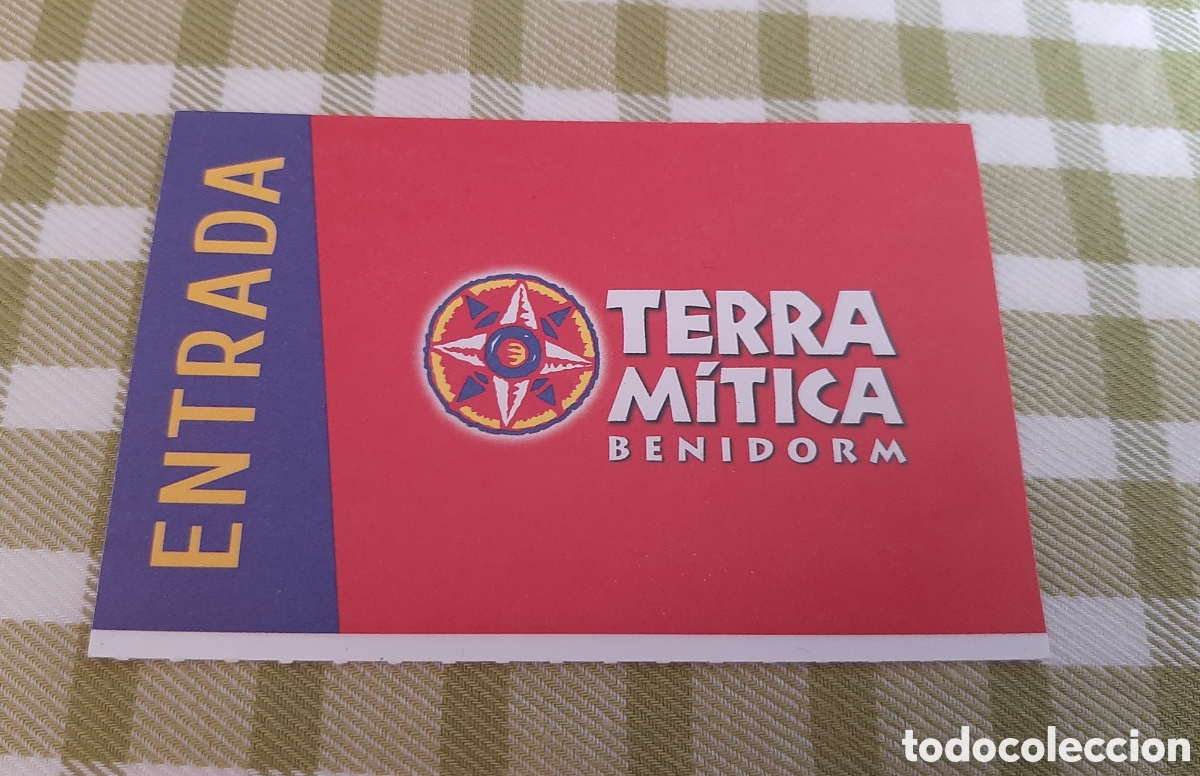 ENTRADA
TERRA
MíTICA
BENIDORM
todocoleccion